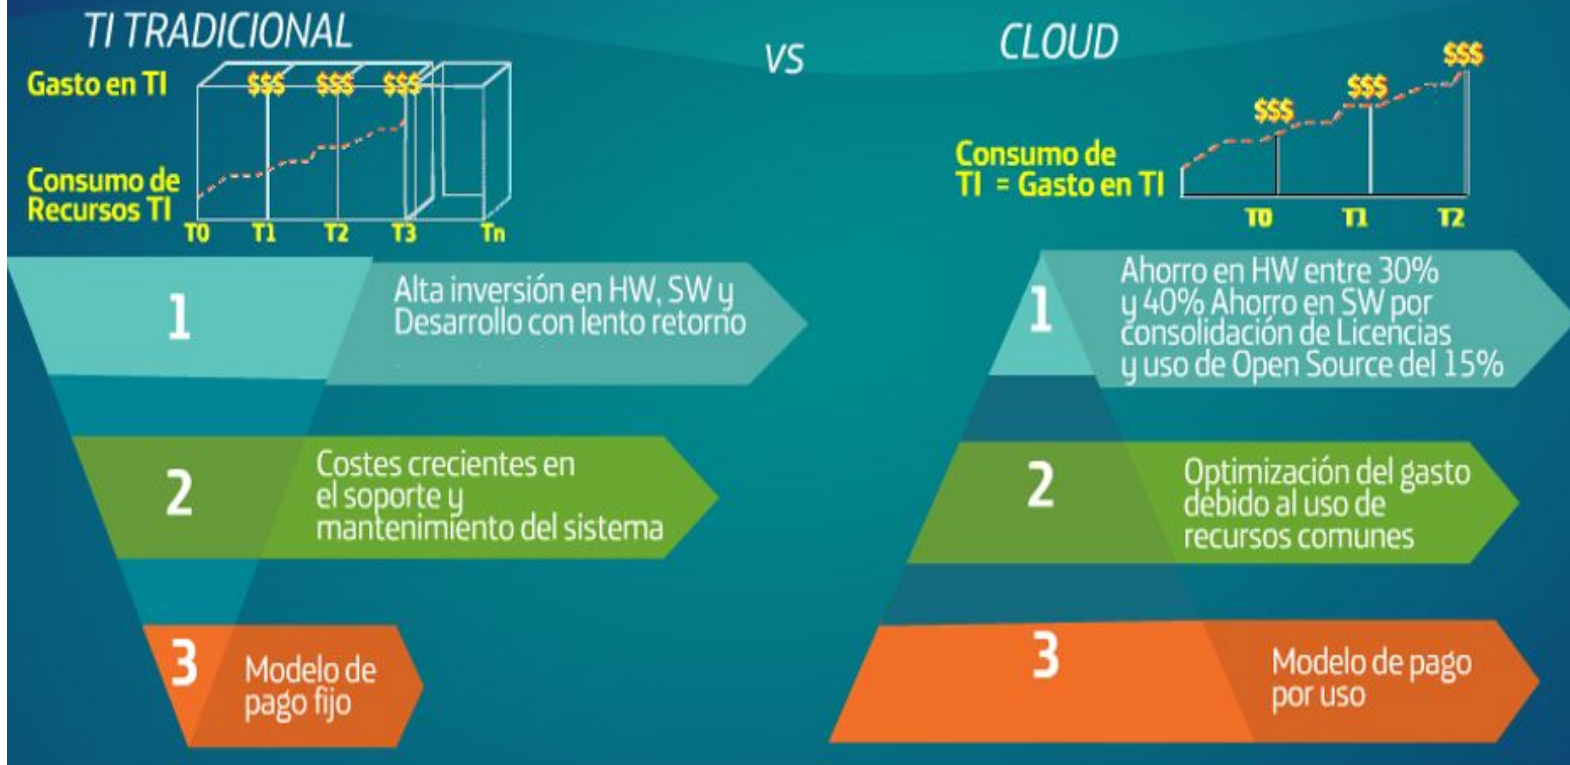 TI TRADICIONAL
VS
CLOUD
Gasto en TI
$$$ $$$ $$$
Consumo de
Recursos TI
T0 T1 T2 T3 Tn
$$$
$$$
$$$
Consumo de
TI = Gasto en TI
T0 T1 T2
1
Alta inversión en HW, SW y
Desarrollo con lento retorno
2
Costes crecientes en
el soporte y
mantenimiento del sistema
3
Modelo de
pago fijo
1
Ahorro en HW entre 30%
y 40% Ahorro en SW por
consolidación de Licencias
y uso de Open Source del 15%
2
Optimización del gasto
debido al uso de
recursos comunes
3
Modelo de pago
por uso